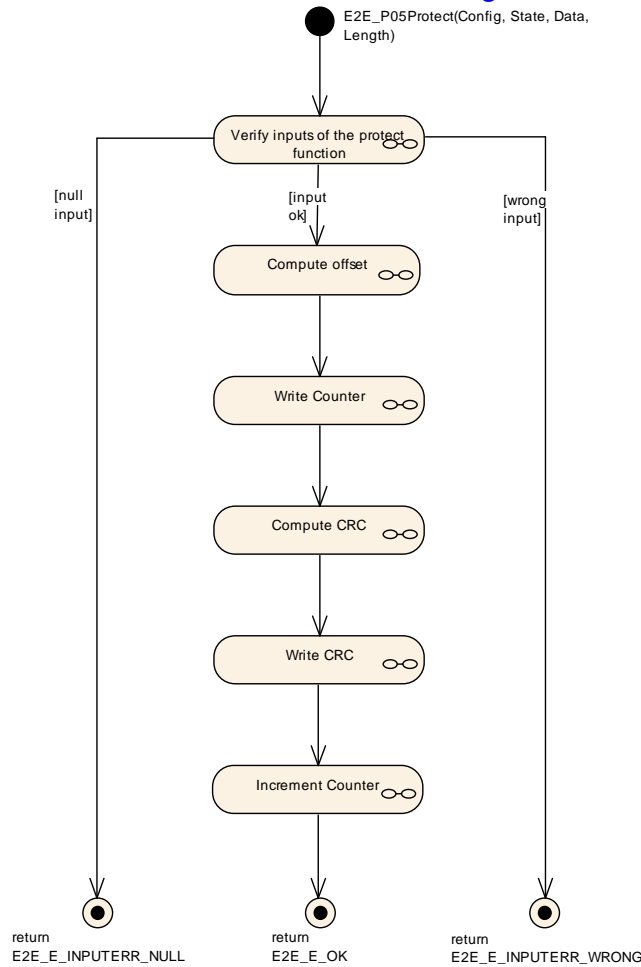 E2E_P05Protect(Config, State, Data,
Length)
Verify inputs of the protect
function
[null
input]
[input
ok]
[wrong
input]
Compute offset
Write Counter
Compute CRC
Write CRC
Increment Counter
return
E2E_E_INPUTERR_NULL
return
E2E_E_OK
return
E2E_E_INPUTERR_WRONG